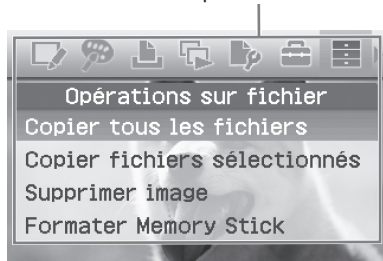 Opérations sur fichier
Copier tous les fichiers
Copier fichiers sélectionnés
Supprimer image
Formater Memory Stick